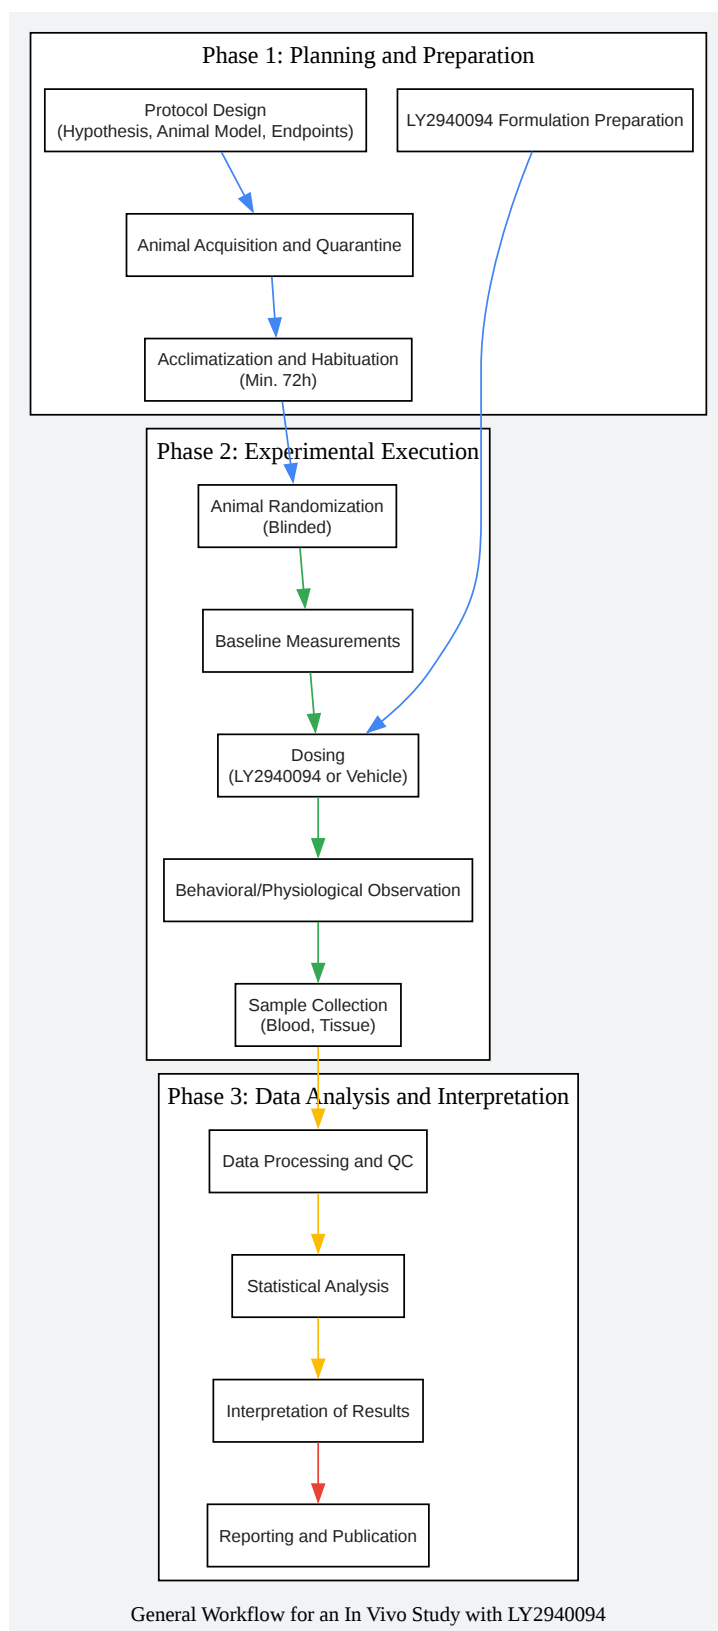 Phase 1: Planning and Preparation
Protocol Design
(Hypothesis, Animal Model, Endpoints)
LY2940094 Formulation Preparation
Animal Acquisition and Quarantine
Acclimatization and Habituation
(Min. 72h)
Phase 2: Experimental Execution
Animal Randomization
(Blinded)
Baseline Measurements
Dosing
(LY2940094 or Vehicle)
Behavioral/Physiological Observation
Sample Collection
(Blood, Tissue)
Phase 3: Data Analysis and Interpretation
Data Processing and QC
Statistical Analysis
Interpretation of Results
Reporting and Publication
General Workflow for an In Vivo Study with LY2940094